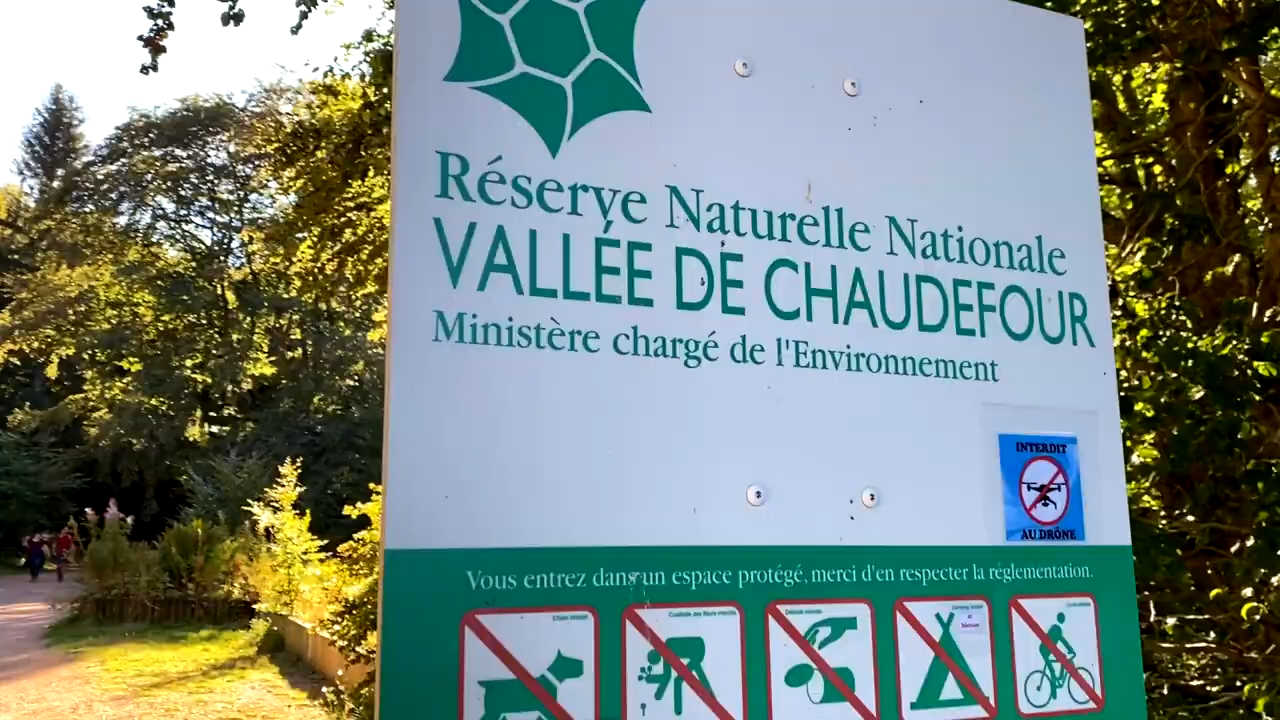 Réserve Naturelle Nationale
VALLÉE DE CHAUDEFOUR
Ministère chargé de l'Environnement
INTERDIT
AU DRÔNE
Vous entrez dans un espace protégé, merci d'en respecter la réglementation.